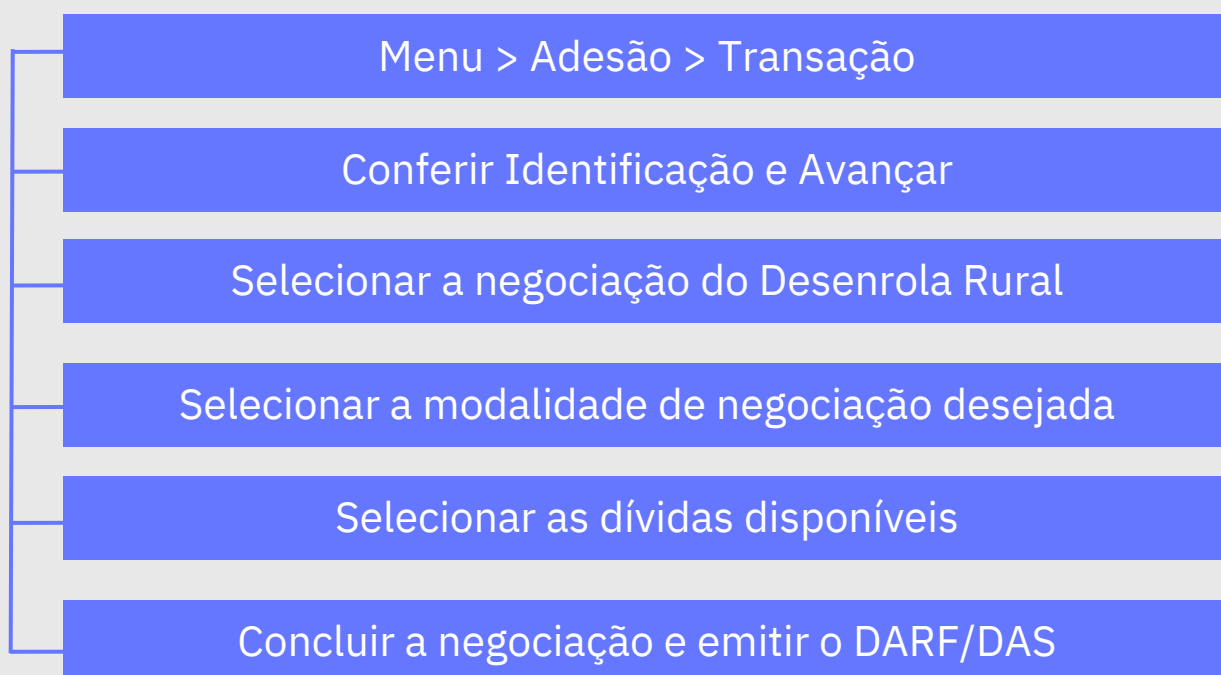 Menu > Adesão > Transação
Conferir Identificação e Avançar
Selecionar a negociação do Desenrola Rural
Selecionar a modalidade de negociação desejada
Selecionar as dívidas disponíveis
Concluir a negociação e emitir o DARF/DAS